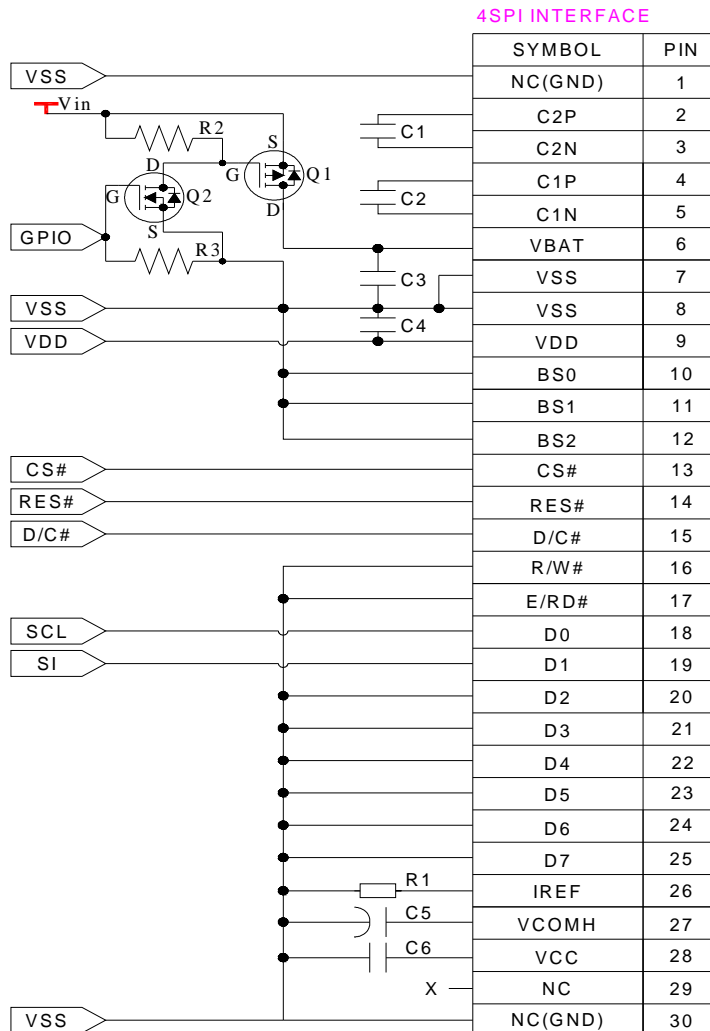 4SPI INTERFACE
SYMBOL PIN
VSS NC(GND) 1
Vin C2P 2
R2 C1 C2N 3
S
D G Q1 C1P 4
G Q2 C2 C1N 5
D
S
GPIO R3 VBAT 6
C3 VSS 7
VSS VSS 8
C4
VDD VDD 9
BS0 10
BS1 11
BS2 12
CS# CS# 13
RES# RES# 14
D/C# D/C# 15
R/W# 16
E/RD# 17
SCL D0 18
SI D1 19
D2 20
D3 21
D4 22
D5 23
D6 24
D7 25
R1 IREF 26
C5 VCOMH 27
C6 VCC 28
X NC 29
VSS NC(GND) 30